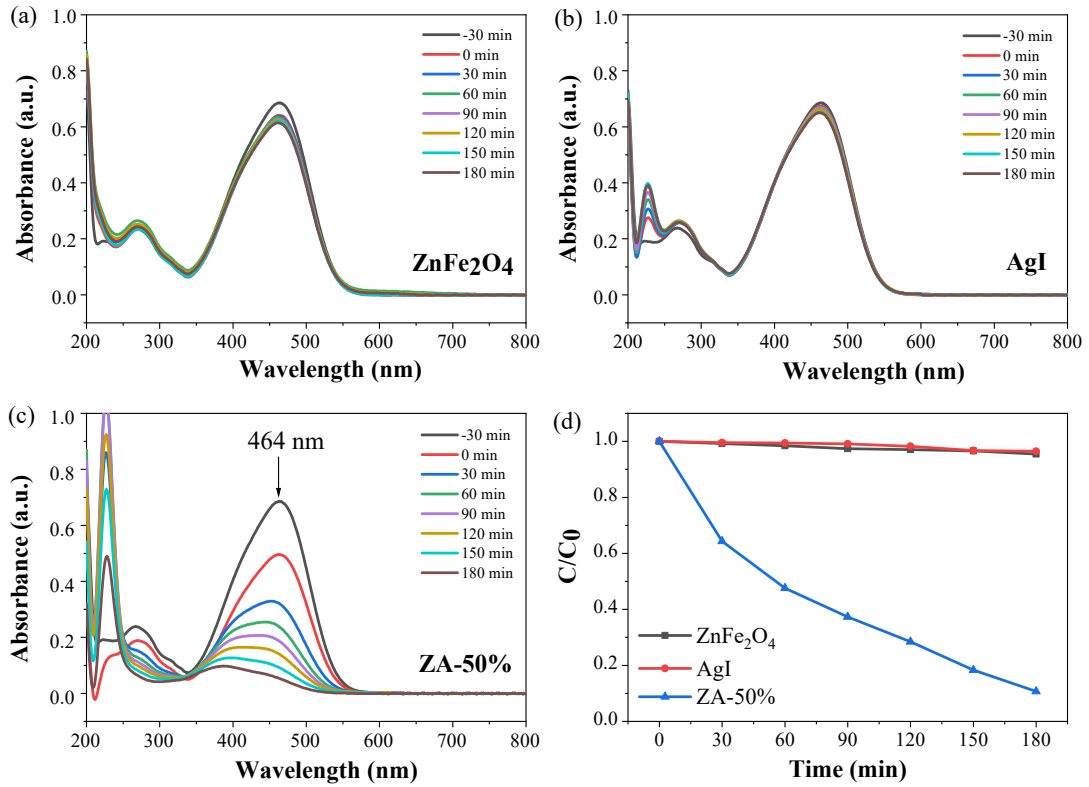 (a)
1.0
0.8
0.6
0.4
0.2
0.0
Absorbance (a.u.)
-30 min
0 min
30 min
60 min
90 min
120 min
150 min
180 min
ZnFe2O4
200 300 400 500 600 700 800
Wavelength (nm)
(b)
1.0
0.8
0.6
0.4
0.2
0.0
Absorbance (a.u.)
-30 min
0 min
30 min
60 min
90 min
120 min
150 min
180 min
AgI
200 300 400 500 600 700 800
Wavelength (nm)
(c)
1.0
0.8
0.6
0.4
0.2
0.0
Absorbance (a.u.)
464 nm
-30 min
0 min
30 min
60 min
90 min
120 min
150 min
180 min
ZA-50%
200 300 400 500 600 700 800
Wavelength (nm)
(d)
1.0
0.8
0.6
0.4
0.2
0.0
C/C0
ZnFe2O4
AgI
ZA-50%
0 30 60 90 120 150 180
Time (min)